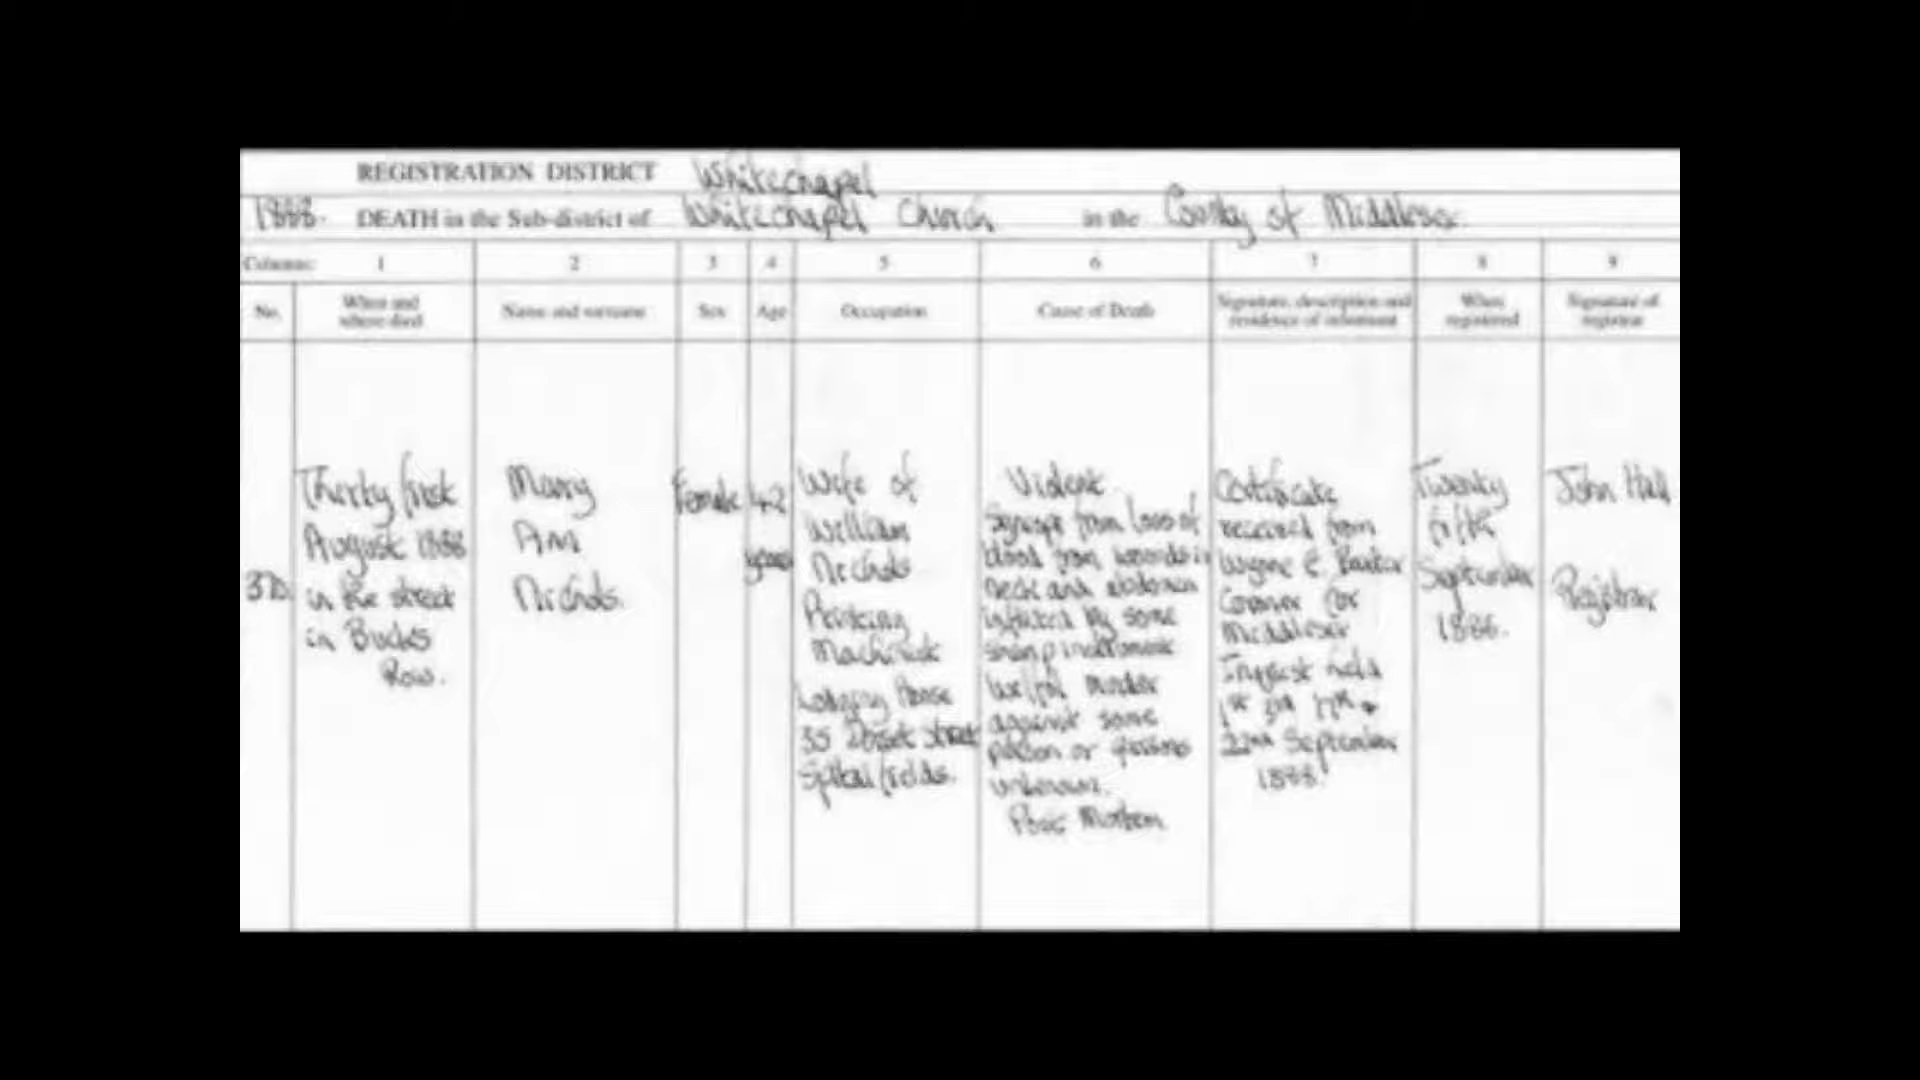 REGISTRATION DISTRICT Whitechapel
1888. DEATH in the Sub-district of Whitechapel Church in the County of Middlesex
Columns: 1 2 3 4 5 6 7 8 9
No. When and where died Name and surname Sex Age Occupation Cause of Death Signature, description and residence of informant When registered Signature of registrar
Thirty first
August 1888
in the street
in Bucks
Row.
Mary
Ann
Nichols.
Female
42
years
Wife of
William
Nichols
Printing
Machinist
Lodging House
35 Dorset Street
Spitalfields.
Violent
Syncope from loss of
blood from wounds in
neck and abdomen
inflicted by some
sharp instrument
Wilful Murder
against some
person or persons
unknown.
Post Mortem
Certificate
received from
Wynne E Baxter
Coroner for
Middlesex
Inquest held
1st 3rd 17th &
22nd September
1888.
Twenty
fifth
September
1888.
John Hall
Registrar